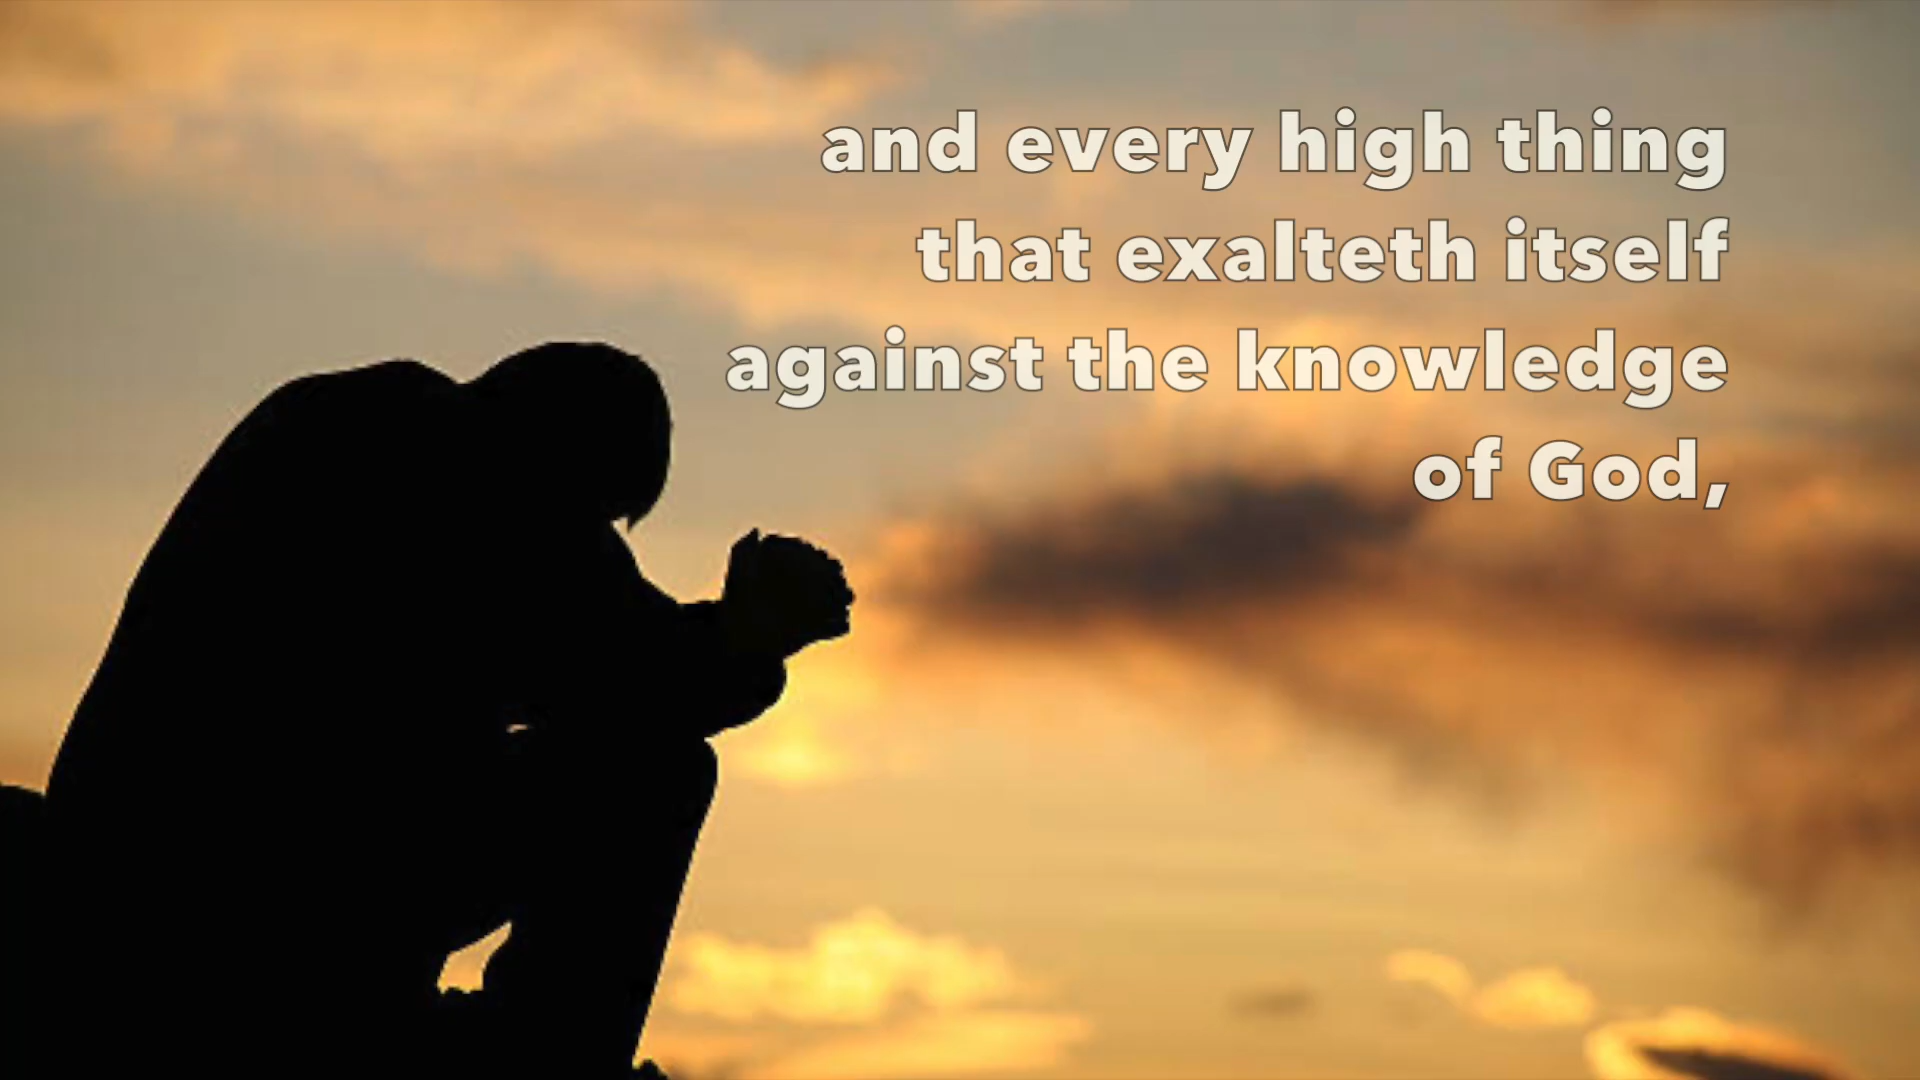 and every high thing
that exalteth itself
against the knowledge
of God,